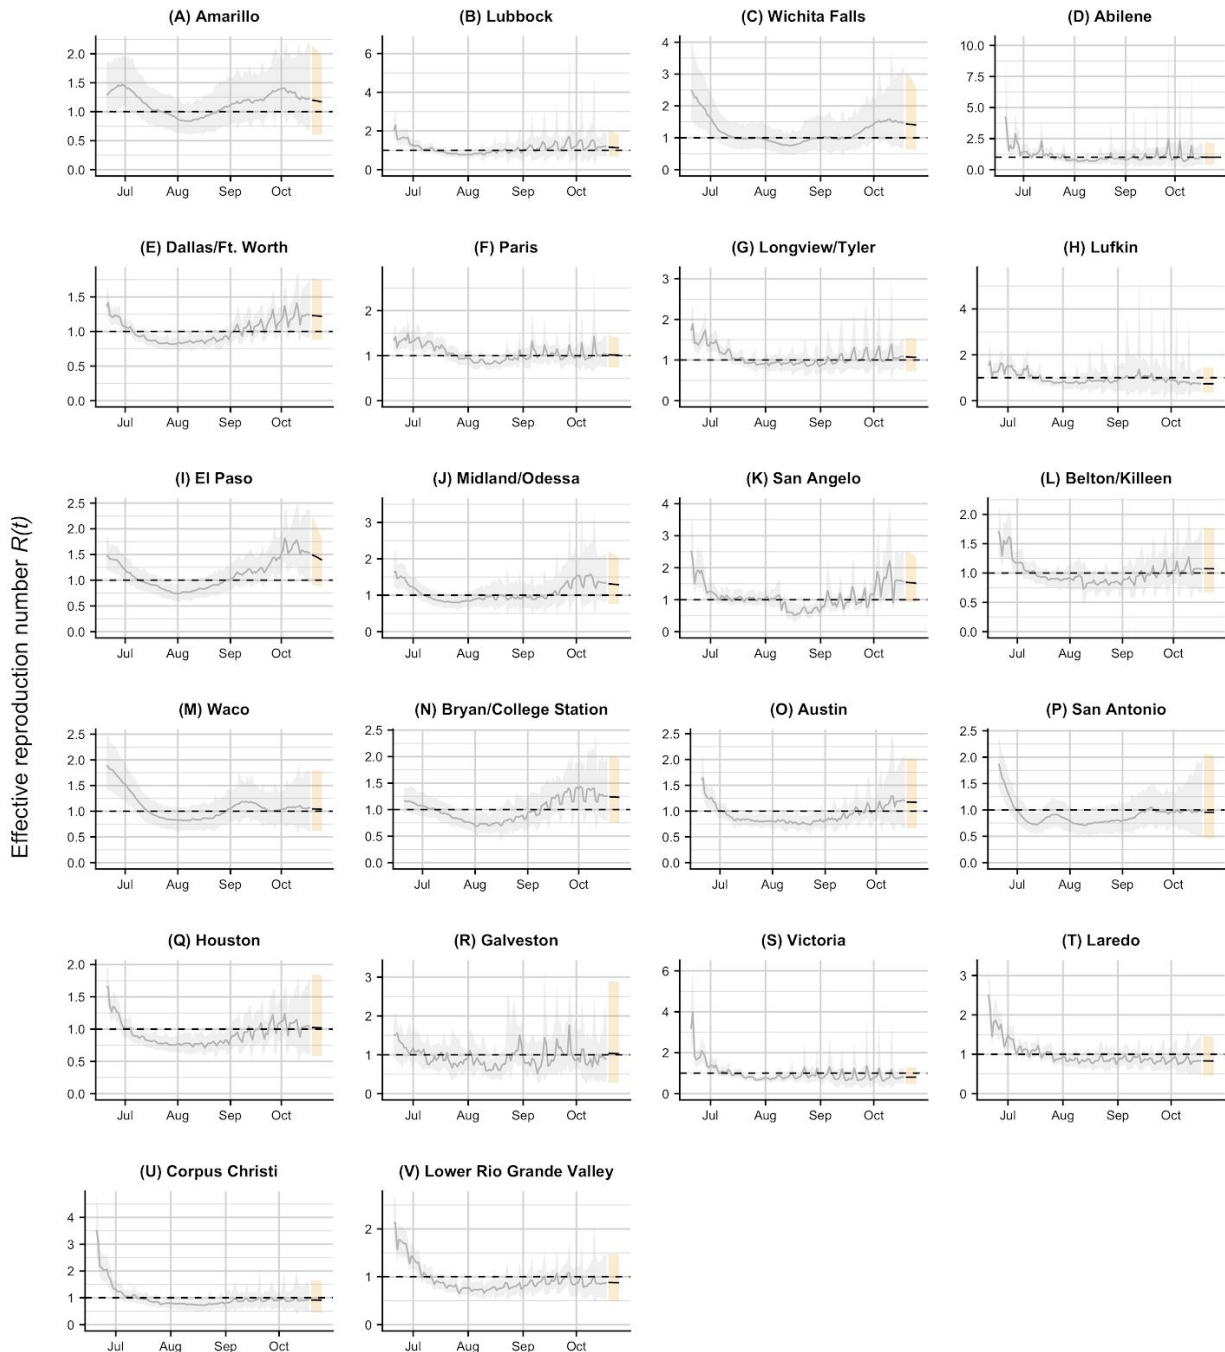 (A) Amarillo
2.0
1.5
1.0
0.5
0.0
Jul Aug Sep Oct
(B) Lubbock
6
4
2
0
Jul Aug Sep Oct
(C) Wichita Falls
4
3
2
1
0
Jul Aug Sep Oct
(D) Abilene
10.0
7.5
5.0
2.5
0.0
Jul Aug Sep Oct
(E) Dallas/Ft. Worth
1.5
1.0
0.5
0.0
Jul Aug Sep Oct
(F) Paris
2
1
0
Jul Aug Sep Oct
(G) Longview/Tyler
3
2
1
0
Jul Aug Sep Oct
(H) Lufkin
4
2
0
Jul Aug Sep Oct
Effective reproduction number R(t)
(I) El Paso
2.5
2.0
1.5
1.0
0.5
0.0
Jul Aug Sep Oct
(J) Midland/Odessa
3
2
1
0
Jul Aug Sep Oct
(K) San Angelo
4
3
2
1
0
Jul Aug Sep Oct
(L) Belton/Killeen
2.0
1.5
1.0
0.5
0.0
Jul Aug Sep Oct
(M) Waco
2.5
2.0
1.5
1.0
0.5
0.0
Jul Aug Sep Oct
(N) Bryan/College Station
2.5
2.0
1.5
1.0
0.5
0.0
Jul Aug Sep Oct
(O) Austin
2.5
2.0
1.5
1.0
0.5
0.0
Jul Aug Sep Oct
(P) San Antonio
2.5
2.0
1.5
1.0
0.5
0.0
Jul Aug Sep Oct
(Q) Houston
2.0
1.5
1.0
0.5
0.0
Jul Aug Sep Oct
(R) Galveston
3
2
1
0
Jul Aug Sep Oct
(S) Victoria
6
4
2
0
Jul Aug Sep Oct
(T) Laredo
3
2
1
0
Jul Aug Sep Oct
(U) Corpus Christi
4
3
2
1
0
Jul Aug Sep Oct
(V) Lower Rio Grande Valley
2
1
0
Jul Aug Sep Oct